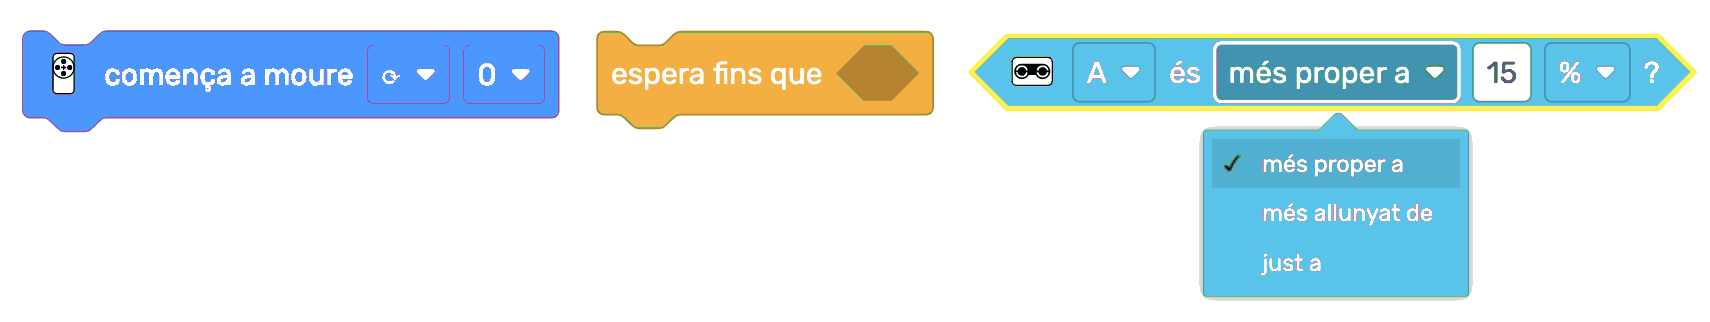 comença a moure 0
espera fins que
A és més proper a 15 % ?
més proper a
més allunyat de
just a